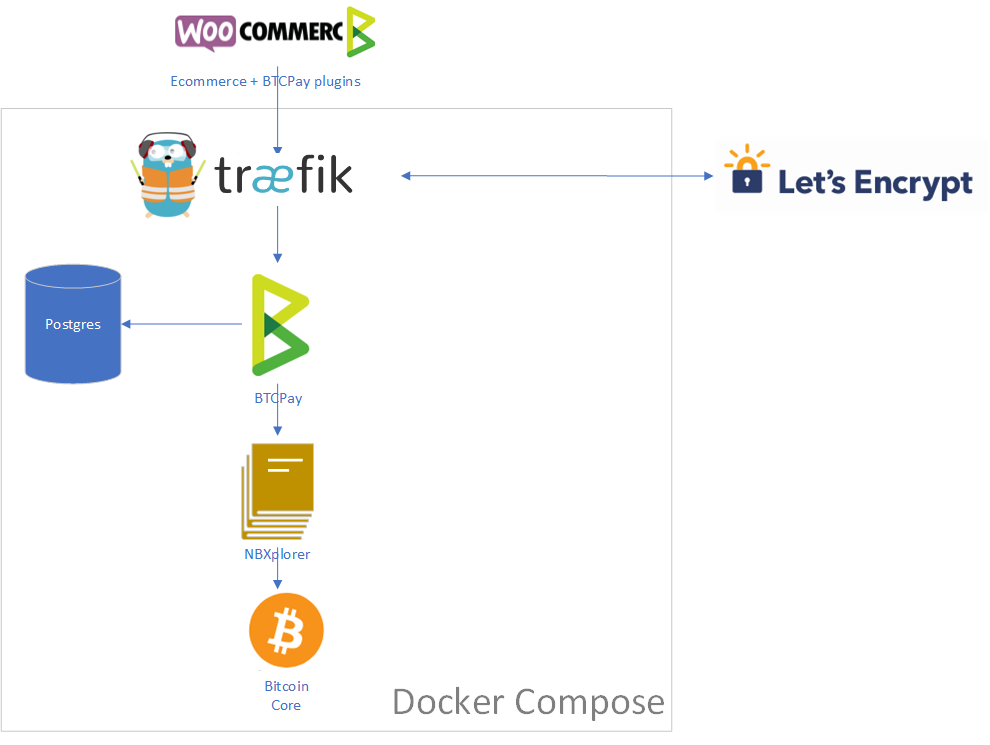 WOO COMMERC
Ecommerce + BTCPay plugins
træfik
Let's Encrypt
Postgres
BTCPay
NBXplorer
Bitcoin
Core
Docker Compose